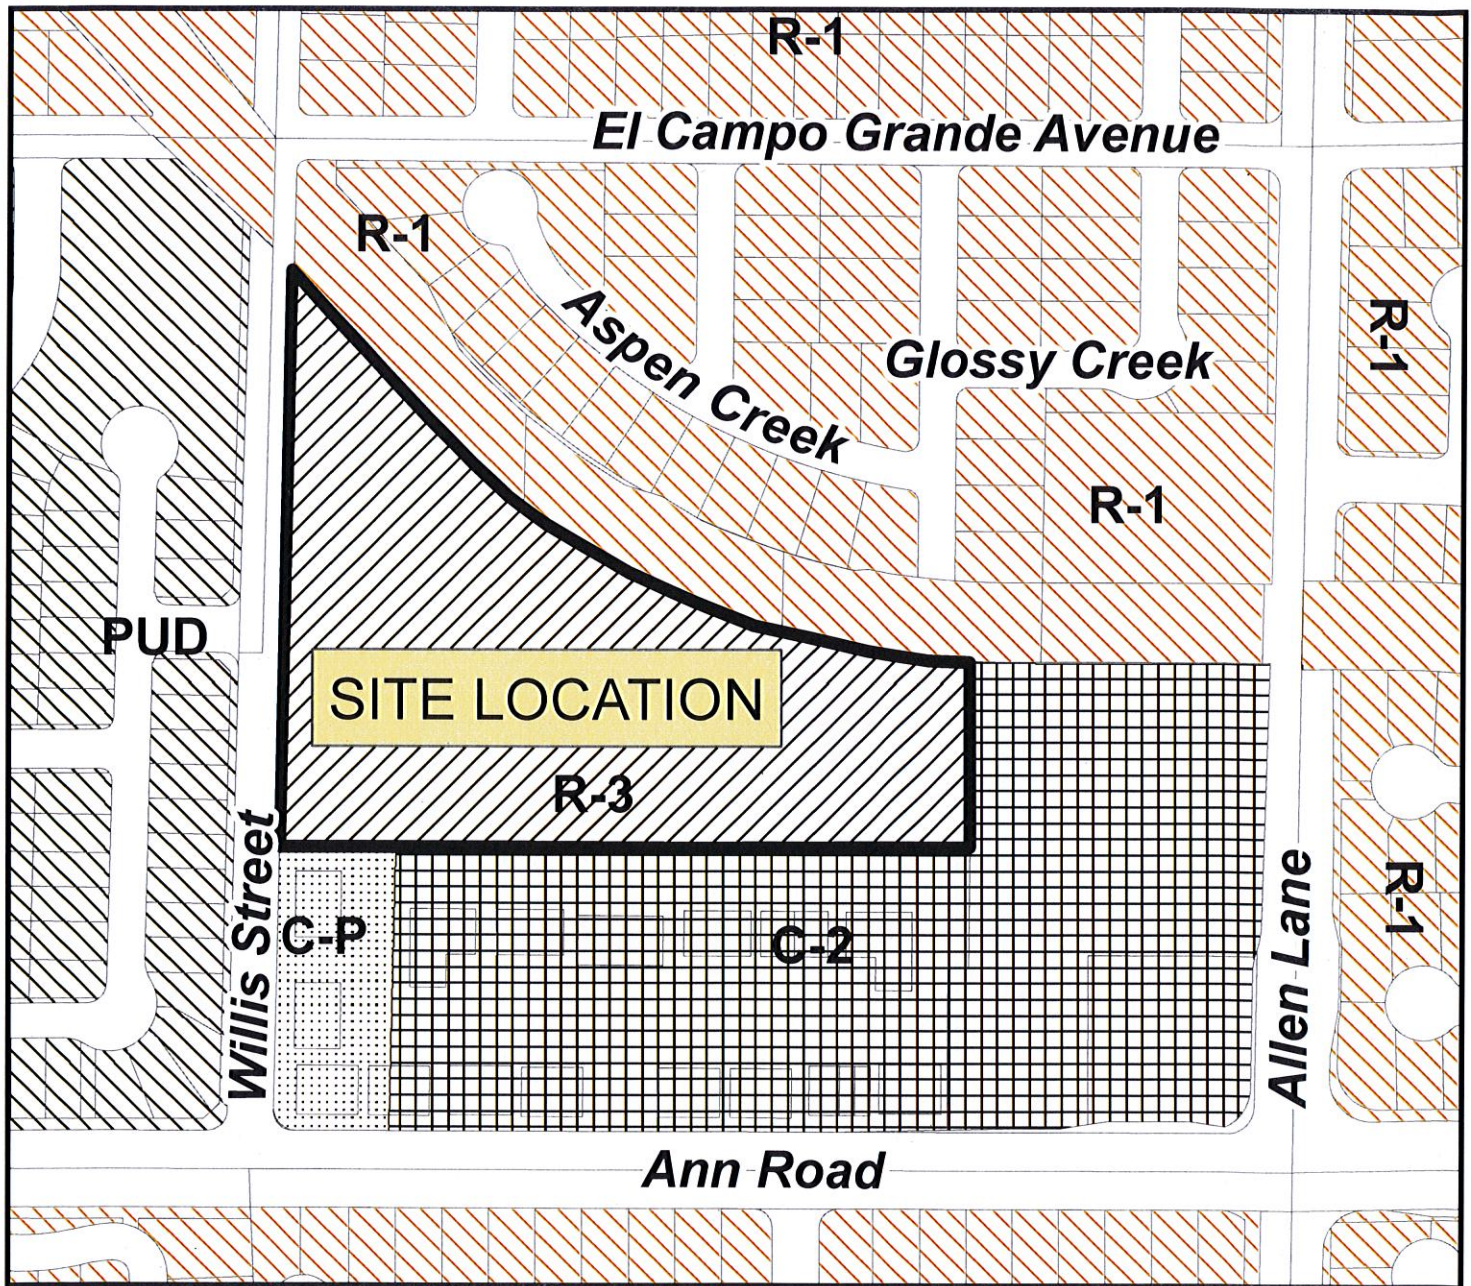 R-1
El Campo Grande Avenue
R-1
Aspen Creek
Glossy Creek
R-1
R-1
PUD
SITE LOCATION
R-3
Willis Street
C-P
C-2
Allen Lane
R-1
Ann Road